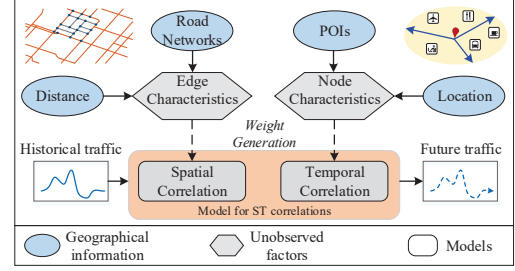 Road
Networks
POIs
Distance
Edge
Characteristics
Node
Characteristics
Location
Weight
Generation
Historical traffic
Future traffic
Spatial
Correlation
Temporal
Correlation
Model for ST correlations
Geographical
information
Unobserved
factors
Models